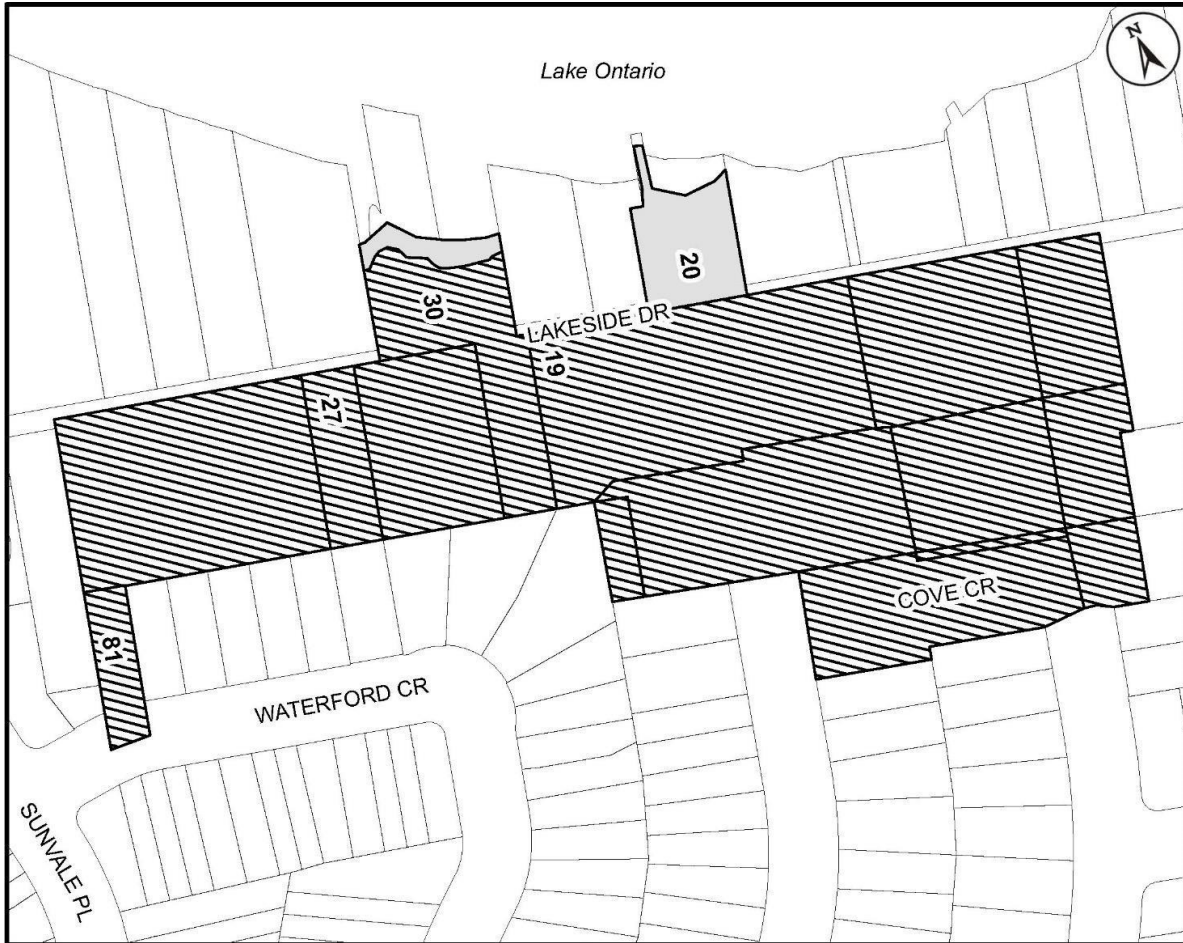 N
Lake Ontario
20
30
LAKESIDE DR
19
27
COVE CR
81
WATERFORD CR
SUNVALE PL